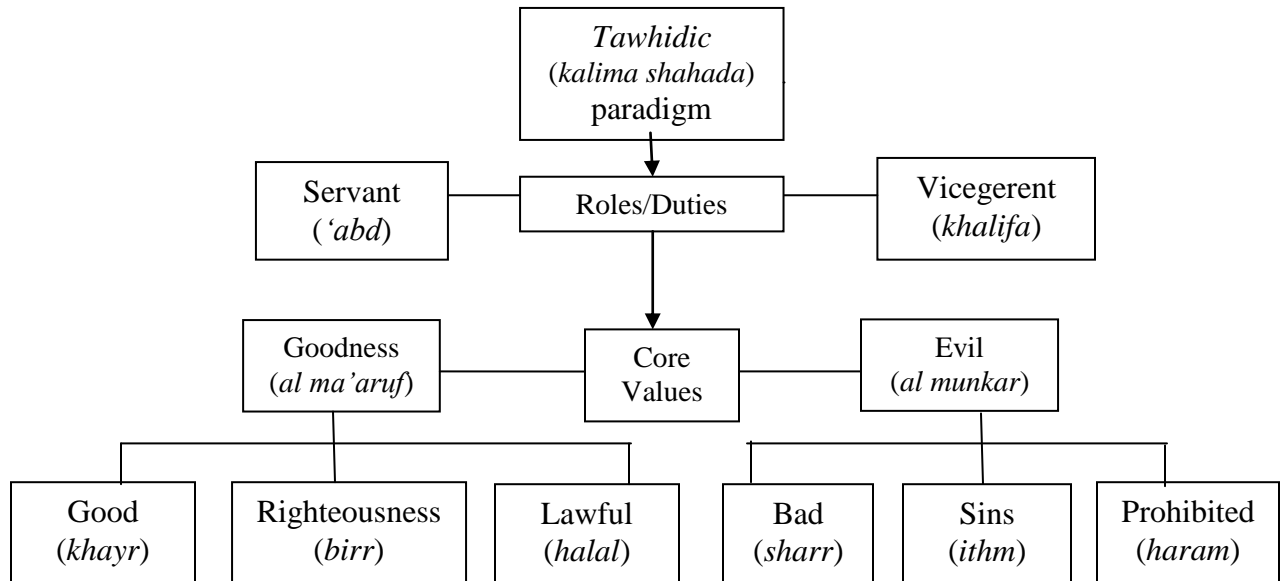 Tawhidic
(kalima shahada)
paradigm
Servant
(‘abd)
Roles/Duties
Vicegerent
(khalifa)
Goodness
(al ma’aruf)
Core
Values
Evil
(al munkar)
Good
(khayr)
Righteousness
(birr)
Lawful
(halal)
Bad
(sharr)
Sins
(ithm)
Prohibited
(haram)